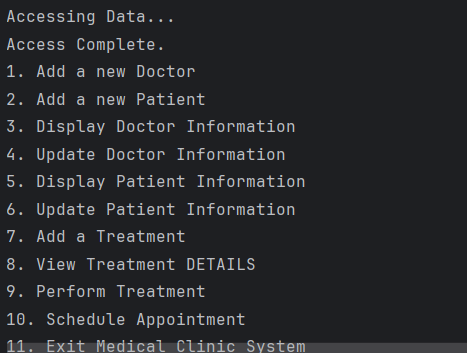 Accessing Data...
Access Complete.
1. Add a new Doctor
2. Add a new Patient
3. Display Doctor Information
4. Update Doctor Information
5. Display Patient Information
6. Update Patient Information
7. Add a Treatment
8. View Treatment DETAILS
9. Perform Treatment
10. Schedule Appointment
11. Exit Medical Clinic System